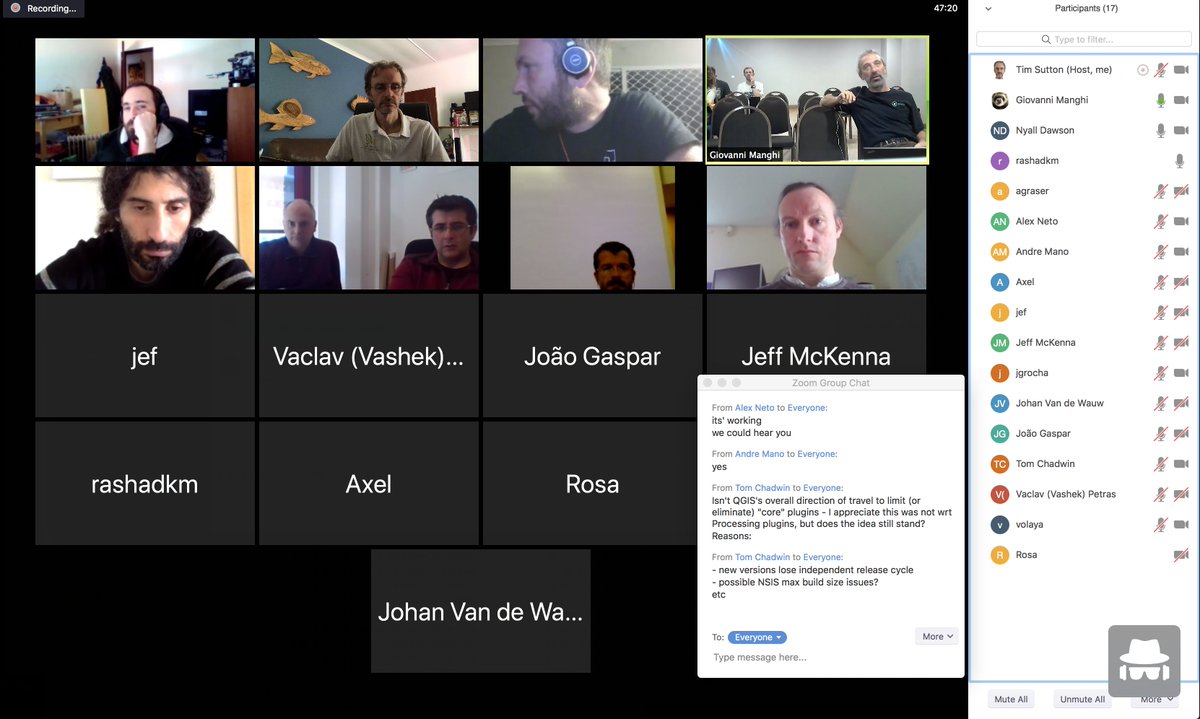 Recording...
47:20
Giovanni Manghi
jef
Vaclav (Vashek)...
João Gaspar
Jeff McKenna
rashadkm
Axel
Rosa
Johan Van de Wa...
Zoom Group Chat
From Alex Neto to Everyone:
its' working
we could hear you
From Andre Mano to Everyone:
yes
From Tom Chadwin to Everyone:
Isn't QGIS's overall direction of travel to limit (or
eliminate) "core" plugins - I appreciate this was not wrt
Processing plugins, but does the idea still stand?
Reasons:
From Tom Chadwin to Everyone:
- new versions lose independent release cycle
- possible NSIS max build size issues?
etc
To: Everyone
More
Type message here...
Participants (17)
Type to filter...
Tim Sutton (Host, me)
Giovanni Manghi
ND Nyall Dawson
r rashadkm
a agraser
AN Alex Neto
AM Andre Mano
A Axel
j jef
JM Jeff McKenna
j jgrocha
JV Johan Van de Wauw
JG João Gaspar
TC Tom Chadwin
V( Vaclav (Vashek) Petras
v volaya
R Rosa
Mute All
Unmute All
More